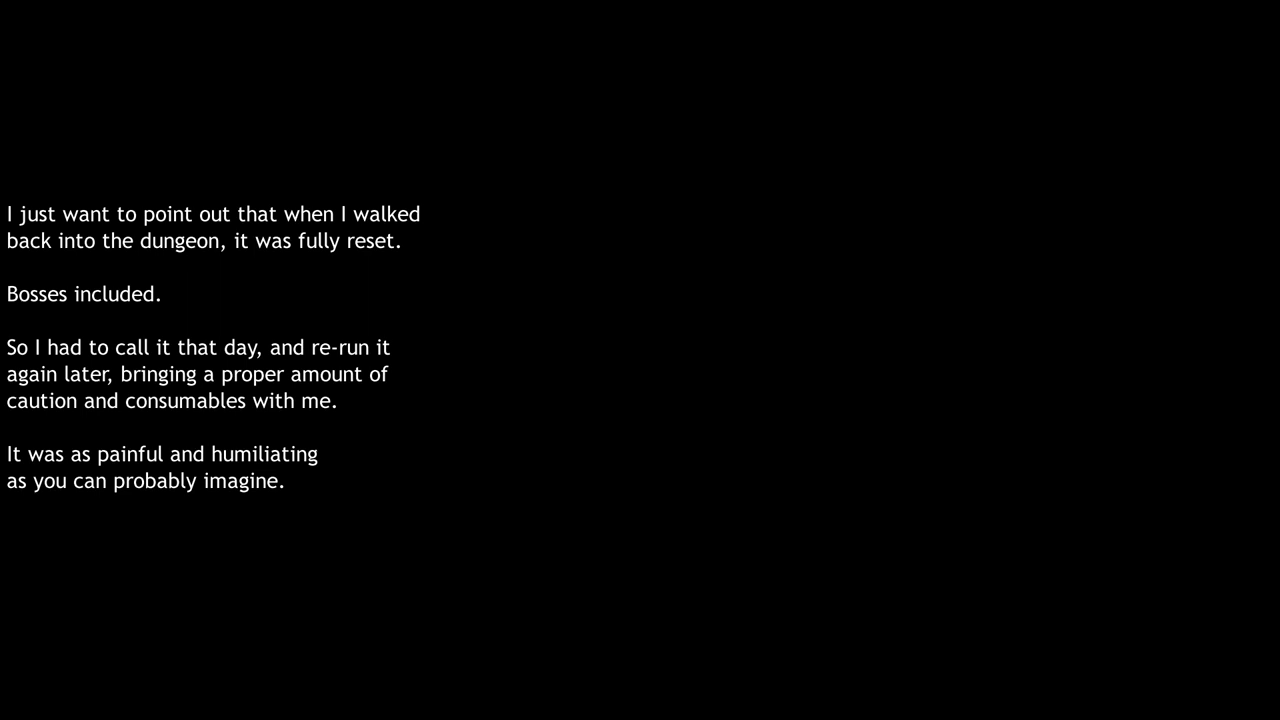 I just want to point out that when I walked
back into the dungeon, it was fully reset.
Bosses included.
So I had to call it that day, and re-run it
again later, bringing a proper amount of
caution and consumables with me.
It was as painful and humiliating
as you can probably imagine.